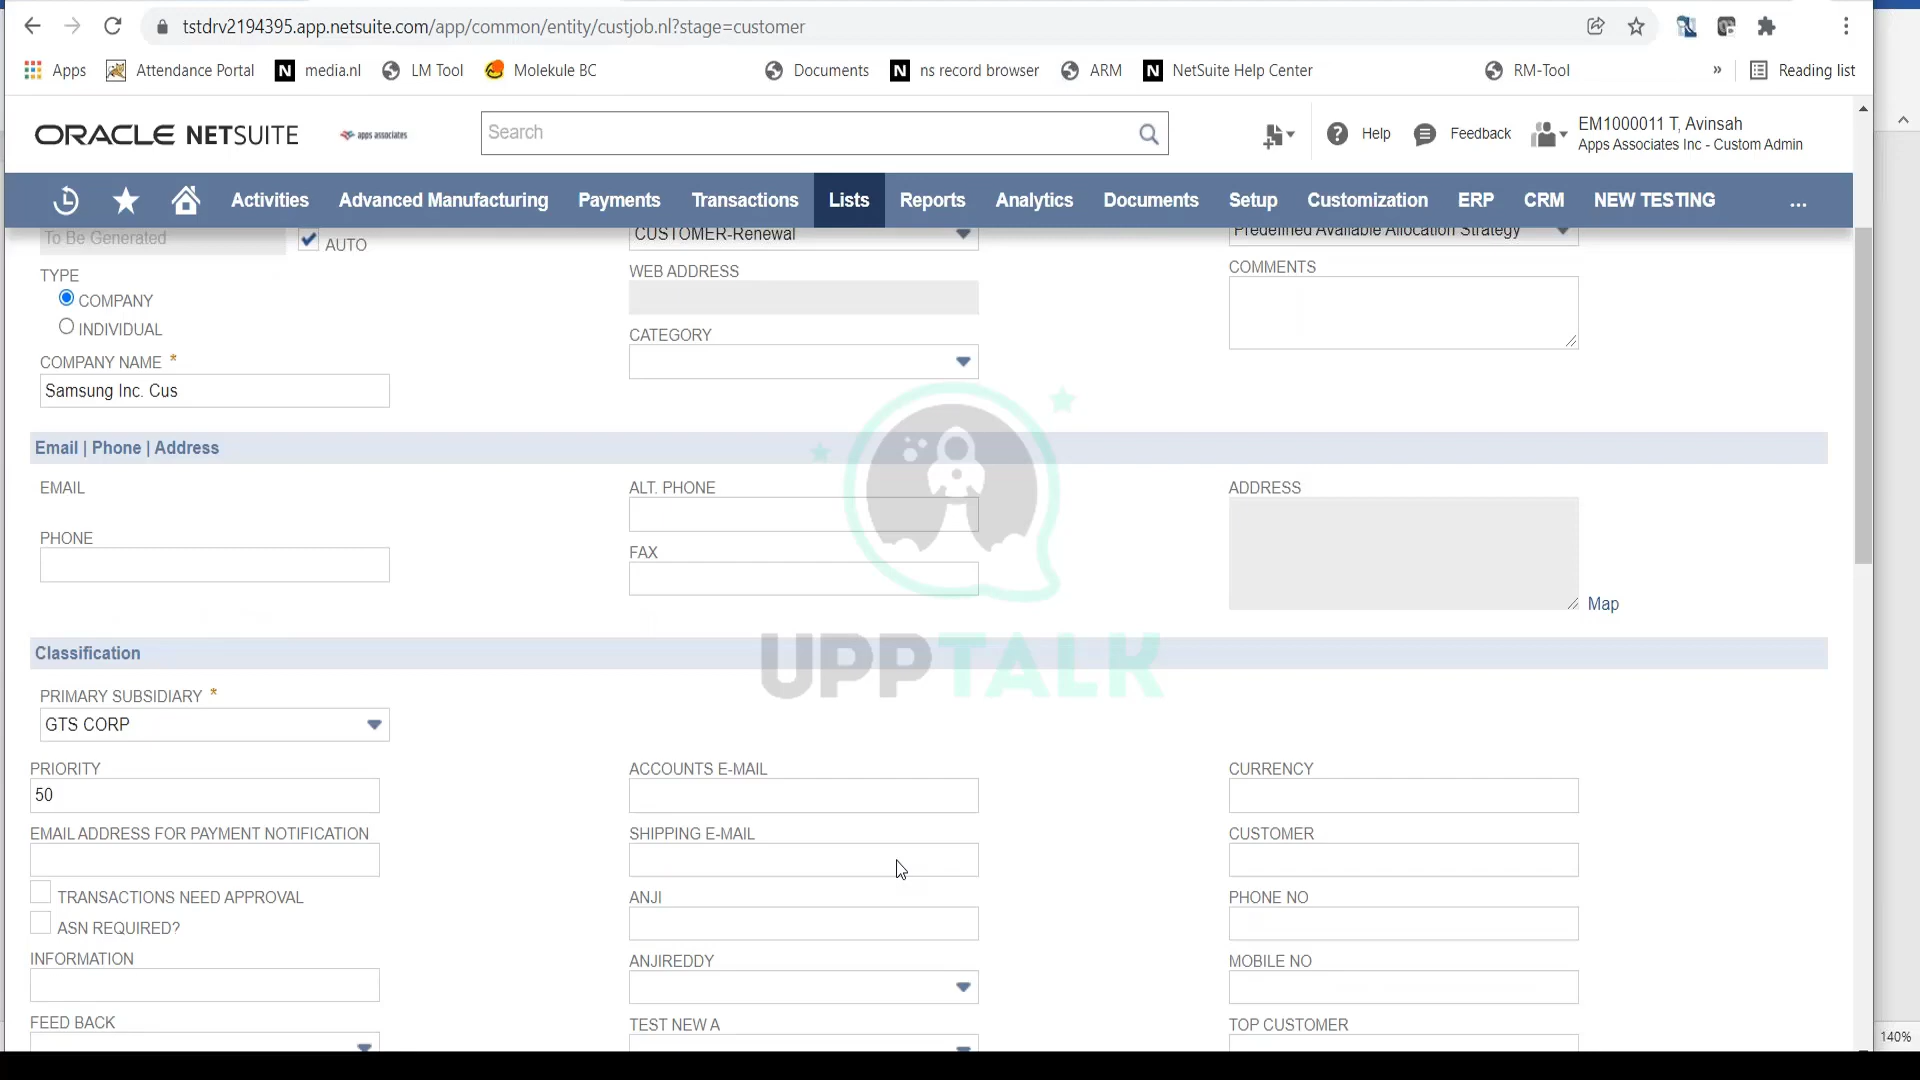 tstdrv2194395.app.netsuite.com/app/common/entity/custjob.nl?stage=customer
Apps Attendance Portal media.nl LM Tool Molekule BC Documents ns record browser ARM NetSuite Help Center RM-Tool » Reading list
ORACLE NETSUITE apps associates Search Help Feedback EM1000011 T, Avinsah
Apps Associates Inc - Custom Admin
Activities Advanced Manufacturing Payments Transactions Lists Reports Analytics Documents Setup Customization ERP CRM NEW TESTING ...
To Be Generated AUTO CUSTOMER-Renewal Predefined Available Allocation Strategy
TYPE WEB ADDRESS COMMENTS
COMPANY
INDIVIDUAL CATEGORY
COMPANY NAME *
Samsung Inc. Cus
Email | Phone | Address
EMAIL ALT. PHONE ADDRESS
PHONE FAX
Map
UPPTALK
Classification
PRIMARY SUBSIDIARY *
GTS CORP
PRIORITY ACCOUNTS E-MAIL CURRENCY
50
EMAIL ADDRESS FOR PAYMENT NOTIFICATION SHIPPING E-MAIL CUSTOMER
TRANSACTIONS NEED APPROVAL ANJI PHONE NO
ASN REQUIRED?
INFORMATION ANJIREDDY MOBILE NO
FEED BACK TEST NEW A TOP CUSTOMER
140%